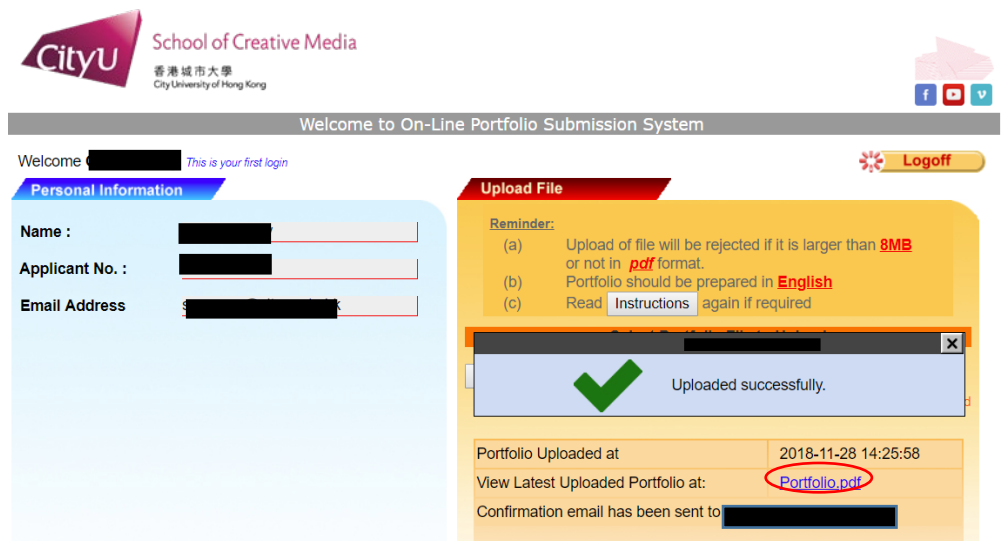 CityU
School of Creative Media
香港城市大學
City University of Hong Kong
Welcome to On-Line Portfolio Submission System
Welcome
This is your first login
Logoff
Personal Information
Name :
Applicant No. :
Email Address
Upload File
Reminder:
(a) Upload of file will be rejected if it is larger than 8MB
or not in pdf format.
(b) Portfolio should be prepared in English
(c) Read Instructions again if required
Uploaded successfully.
Portfolio Uploaded at 2018-11-28 14:25:58
View Latest Uploaded Portfolio at: Portfolio.pdf
Confirmation email has been sent to